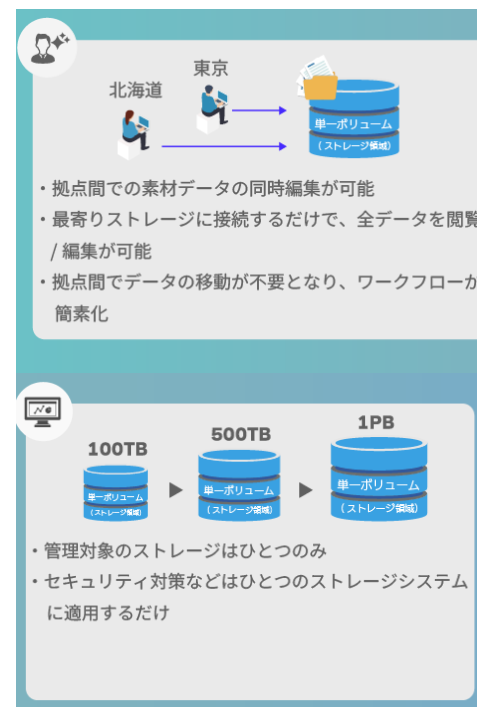 東京
北海道
単一ボリューム
(ストレージ領域)
・拠点間での素材データの同時編集が可能
・最寄りストレージに接続するだけで、全データを閲覧
/ 編集が可能
・拠点間でデータの移動が不要となり、ワークフローが
簡素化
100TB
500TB
1PB
単一ボリューム
(ストレージ領域)
単一ボリューム
(ストレージ領域)
単一ボリューム
(ストレージ領域)
・管理対象のストレージはひとつのみ
・セキュリティ対策などはひとつのストレージシステム
に適用するだけ